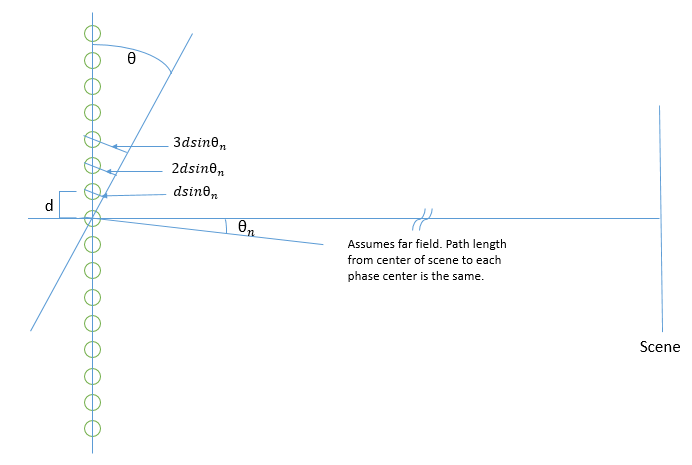 θ
3dsinθₙ
2dsinθₙ
dsinθₙ
d
θₙ
Assumes far field. Path length
from center of scene to each
phase center is the same.
Scene